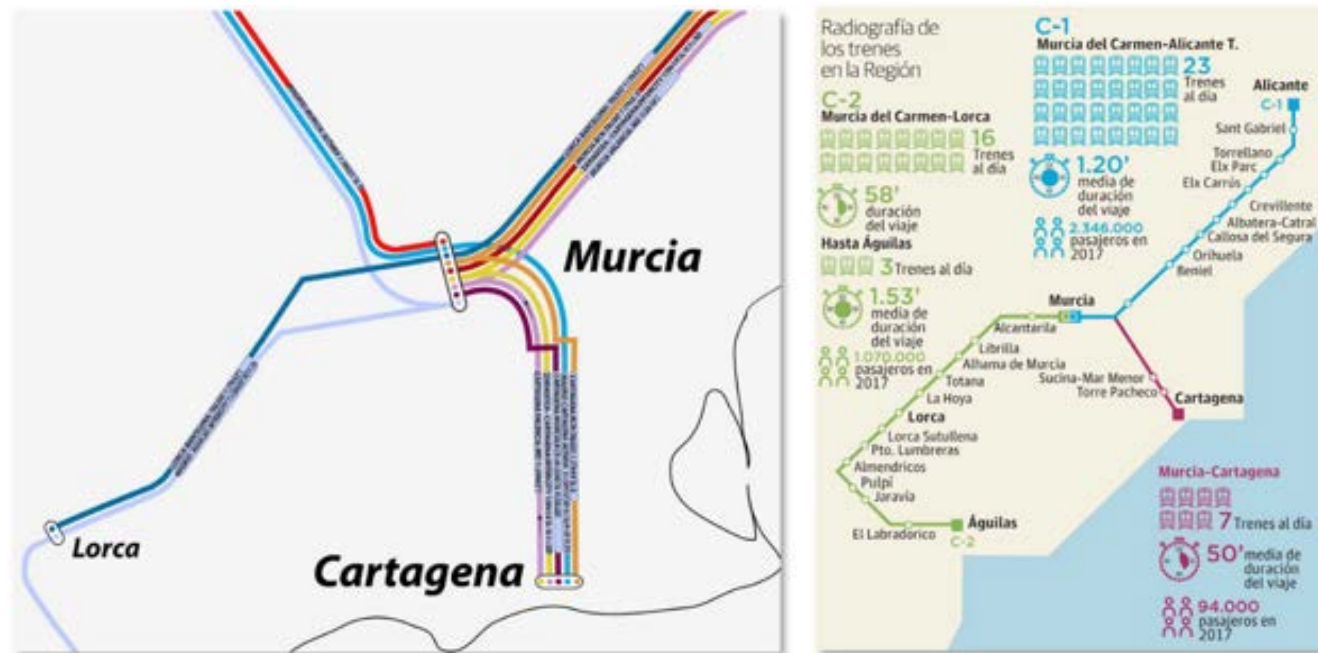 Murcia
Lorca
Cartagena
Radiografía de
los trenes
en la Región
C-2
Murcia del Carmen-Lorca
16
Trenes
al día
58'
duración
del viaje
Hasta Águilas
3 Trenes al día
1.53'
media de
duración
del viaje
1.070.000
pasajeros en
2017
C-1
Murcia del Carmen-Alicante T.
23
Trenes
al día
1.20'
media de
duración
del viaje
2.346.000
pasajeros en
2017
Alicante
C-1
Sant Gabriel
Torrellano
Elx Parc
Elx Carrús
Crevillente
Albatera-Catral
Callosa del Segura
Orihuela
Beniel
Murcia
Alcantarila
Librilla
Alhama de Murcia
Totana
La Hoya
Lorca
Lorca Sutullena
Pto. Lumbreras
Almendricos
Pulpí
Jaravía
El Labradorico
Águilas
C-2
Sucina-Mar Menor
Torre Pacheco
Cartagena
Murcia-Cartagena
7 Trenes al día
50' media de
duración
del viaje
94.000
pasajeros en
2017